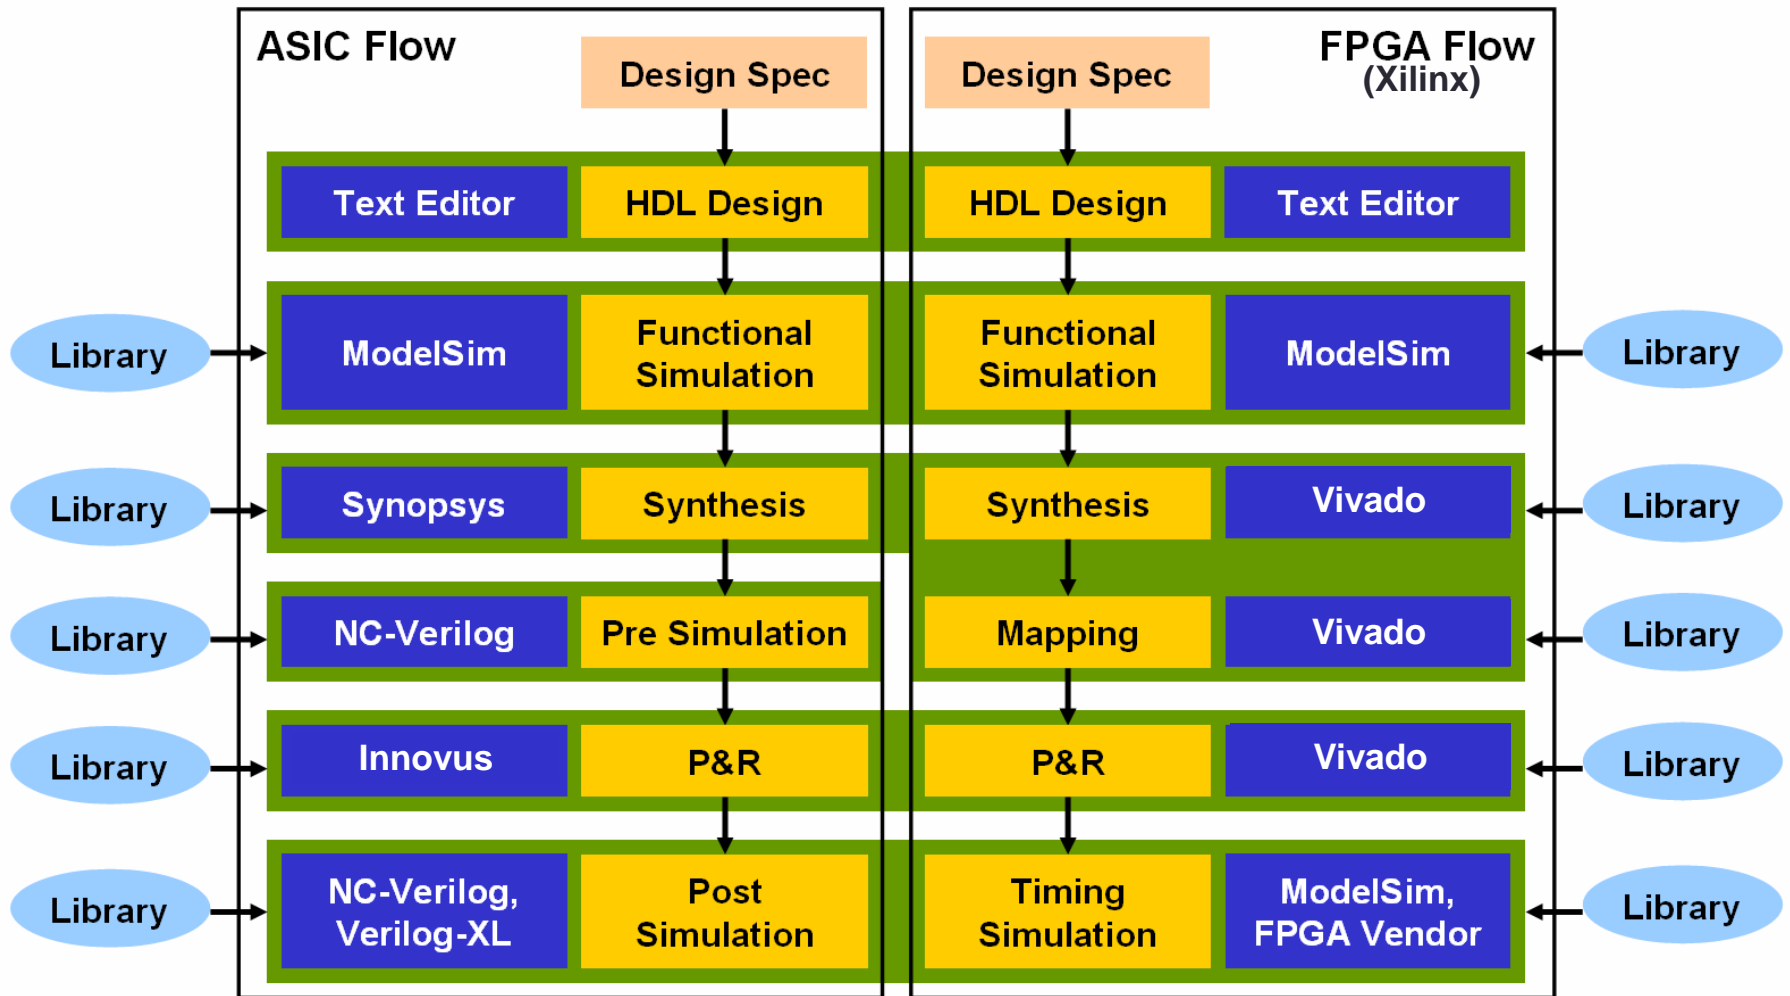 ASIC Flow
FPGA Flow
(Xilinx)
Design Spec
Design Spec
Text Editor
HDL Design
HDL Design
Text Editor
Library
ModelSim
Functional
Simulation
Functional
Simulation
ModelSim
Library
Library
Synopsys
Synthesis
Synthesis
Vivado
Library
Library
NC-Verilog
Pre Simulation
Mapping
Vivado
Library
Library
Innovus
P&R
P&R
Vivado
Library
Library
NC-Verilog,
Verilog-XL
Post
Simulation
Timing
Simulation
ModelSim,
FPGA Vendor
Library